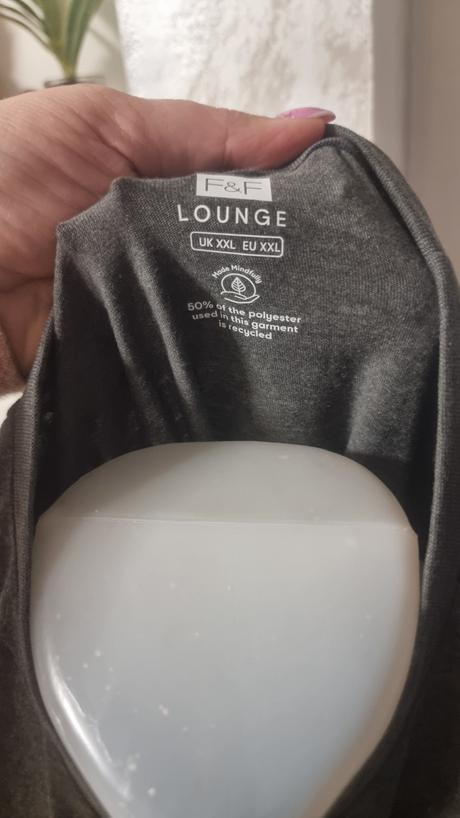 F&F
LOUNGE
UK XXL EU XXL
Made Mindfully
50% of the polyester
used in this garment
is recycled